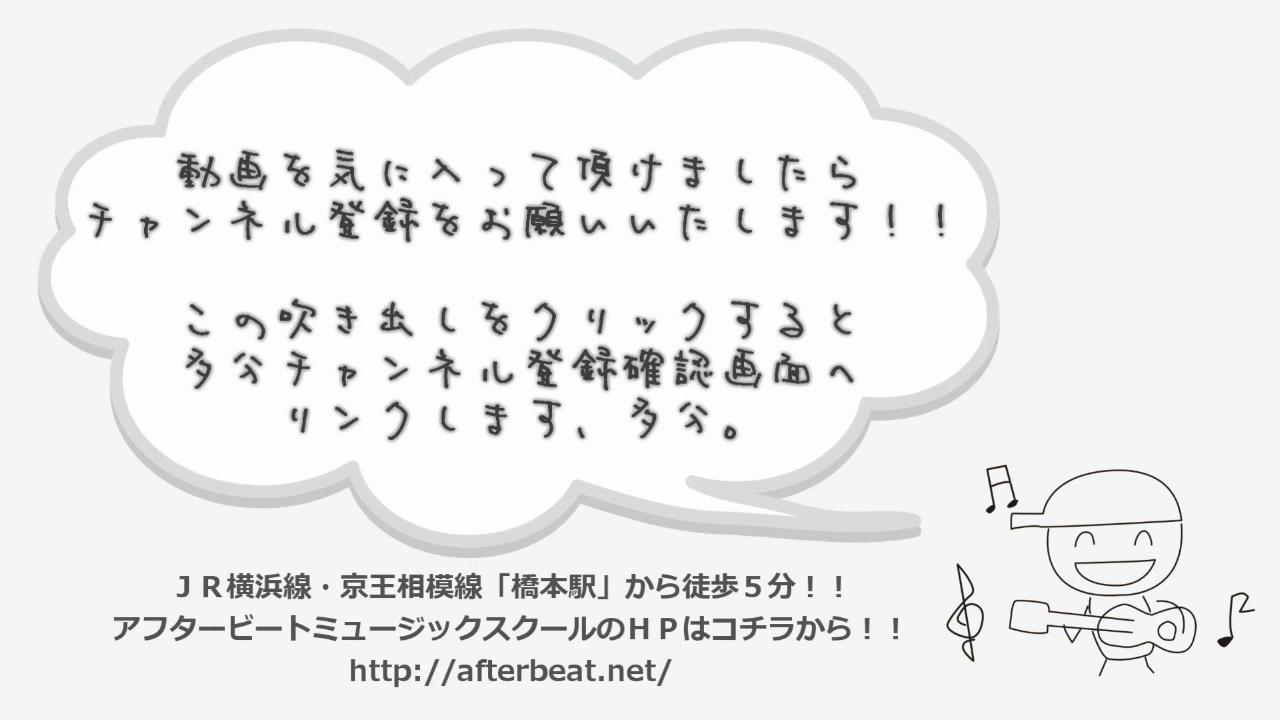 動画を気に入って頂けましたら
チャンネル登録をお願いいたします！！
この吹き出しをクリックすると
多分チャンネル登録確認画面へ
リンクします、多分。
ＪＲ横浜線・京王相模線「橋本駅」から徒歩５分！！
アフタービートミュージックスクールのＨＰはコチラから！！
http://afterbeat.net/